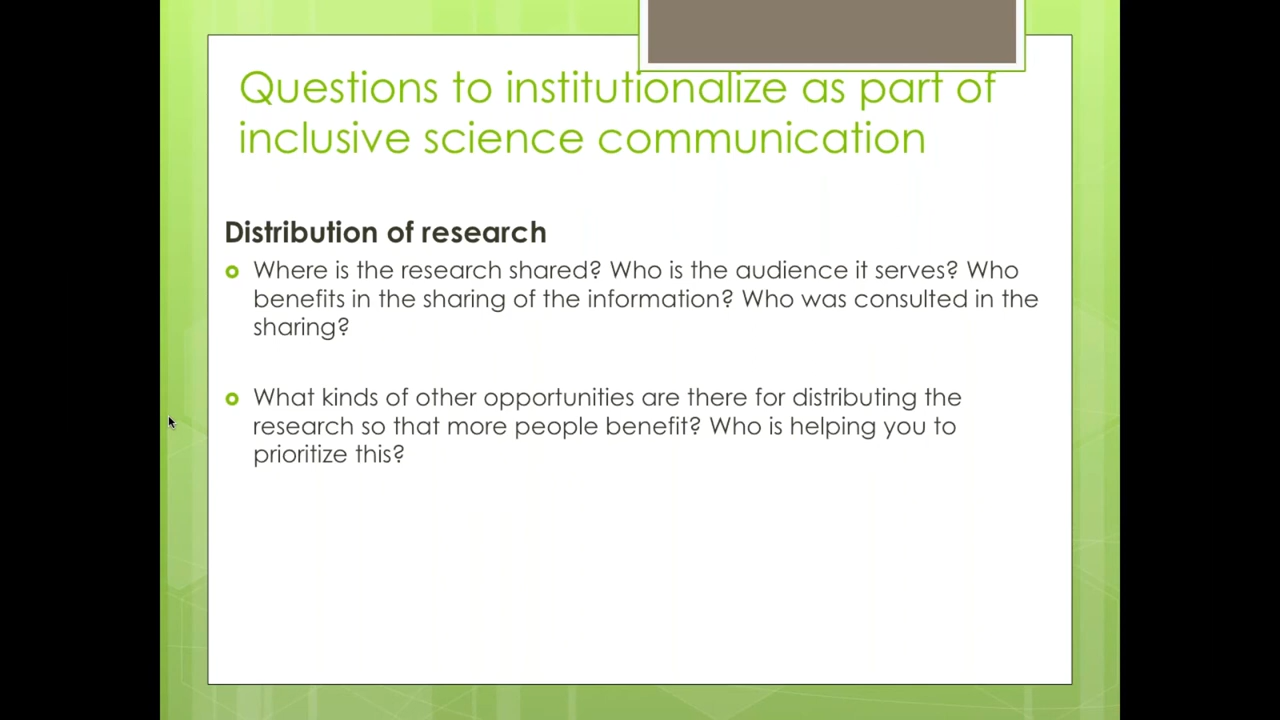 Questions to institutionalize as part of
inclusive science communication
Distribution of research
Where is the research shared? Who is the audience it serves? Who
benefits in the sharing of the information? Who was consulted in the
sharing?
What kinds of other opportunities are there for distributing the
research so that more people benefit? Who is helping you to
prioritize this?